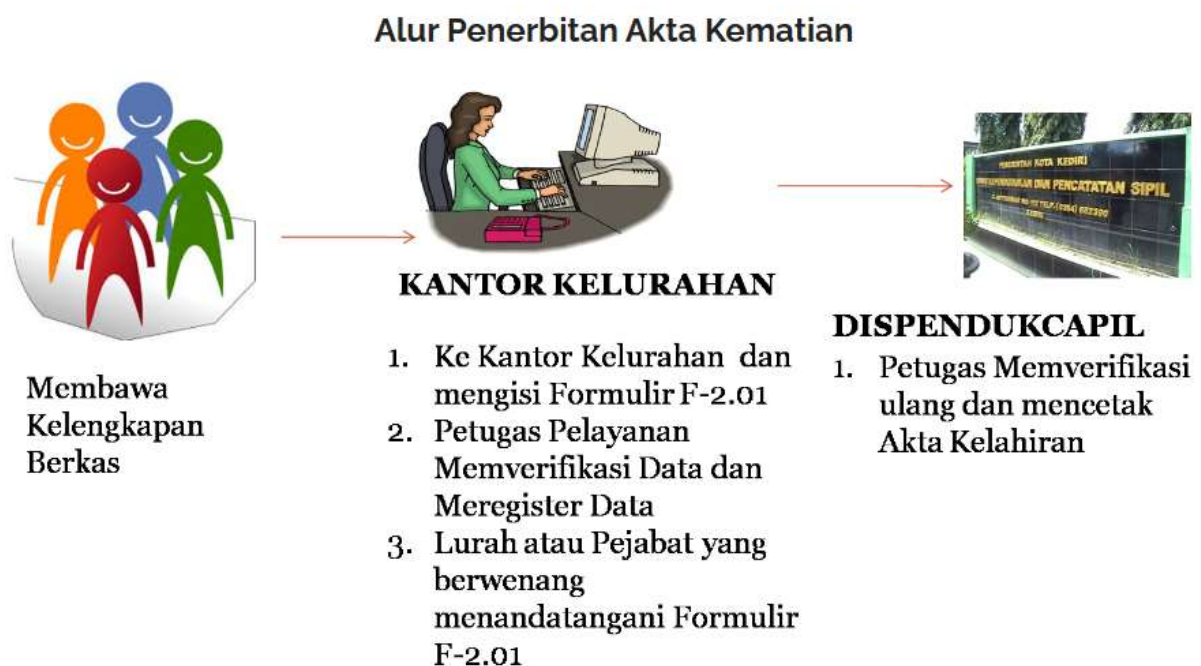 Alur Penerbitan Akta Kematian
Membawa
Kelengkapan
Berkas
KANTOR KELURAHAN
1. Ke Kantor Kelurahan dan
mengisi Formulir F-2.01
2. Petugas Pelayanan
Memverifikasi Data dan
Meregister Data
3. Lurah atau Pejabat yang
berwenang
menandatangani Formulir
F-2.01
PEMERINTAH KOTA KEDIRI
DAN PENCATATAN SIPIL
DISPENDUKCAPIL
1. Petugas Memverifikasi
ulang dan mencetak
Akta Kelahiran